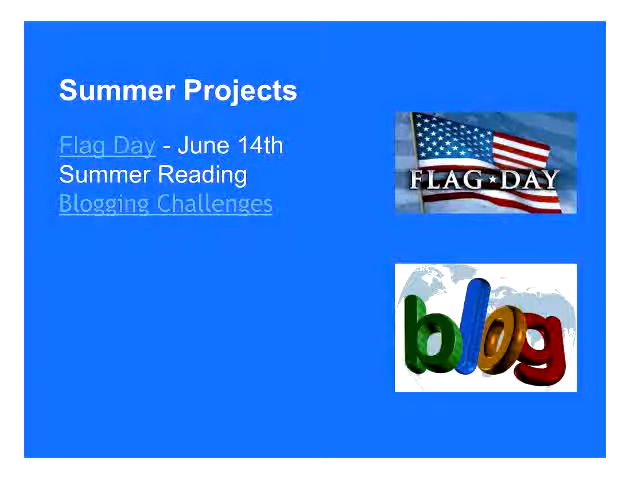 Summer Projects
Flag Day - June 14th
Summer Reading
Blogging Challenges
FLAG★DAY
blog